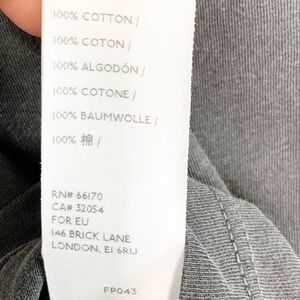 100% COTTON /
100% COTON /
100% ALGODÓN /
100% COTONE /
100% BAUMWOLLE /
100% 棉 /
RN# 66170
CA# 32054
FOR EU
146 BRICK LANE
LONDON, E1 6RU
FP043